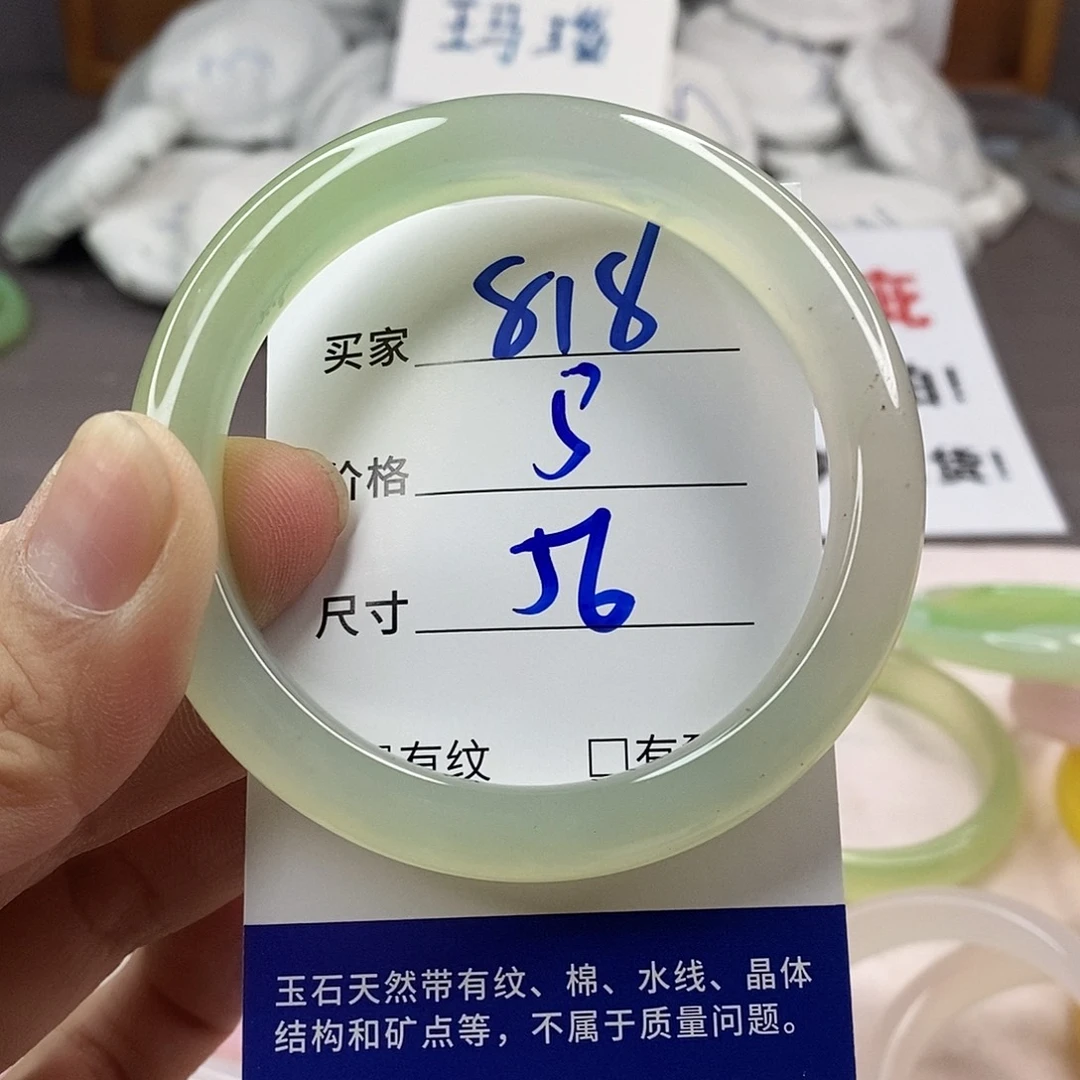 玛瑙
买家 818
价格 5
尺寸 56
有纹 □有
玉石天然带有纹、棉、水线、晶体
结构和矿点等，不属于质量问题。
货！